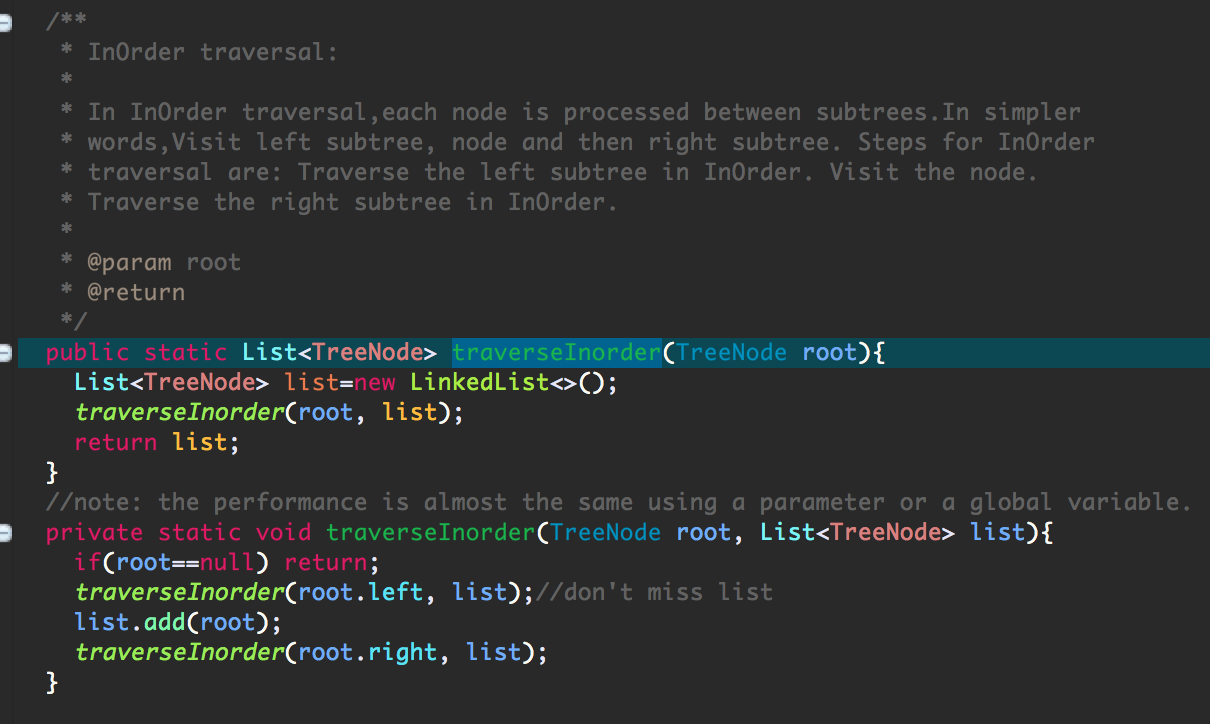 /**
 * InOrder traversal:
 *
 * In InOrder traversal,each node is processed between subtrees.In simpler
 * words,Visit left subtree, node and then right subtree. Steps for InOrder
 * traversal are: Traverse the left subtree in InOrder. Visit the node.
 * Traverse the right subtree in InOrder.
 *
 * @param root
 * @return
 */
public static List<TreeNode> traverseInorder(TreeNode root){
  List<TreeNode> list=new LinkedList<>();
  traverseInorder(root, list);
  return list;
}
//note: the performance is almost the same using a parameter or a global variable.
private static void traverseInorder(TreeNode root, List<TreeNode> list){
  if(root==null) return;
  traverseInorder(root.left, list);//don't miss list
  list.add(root);
  traverseInorder(root.right, list);
}